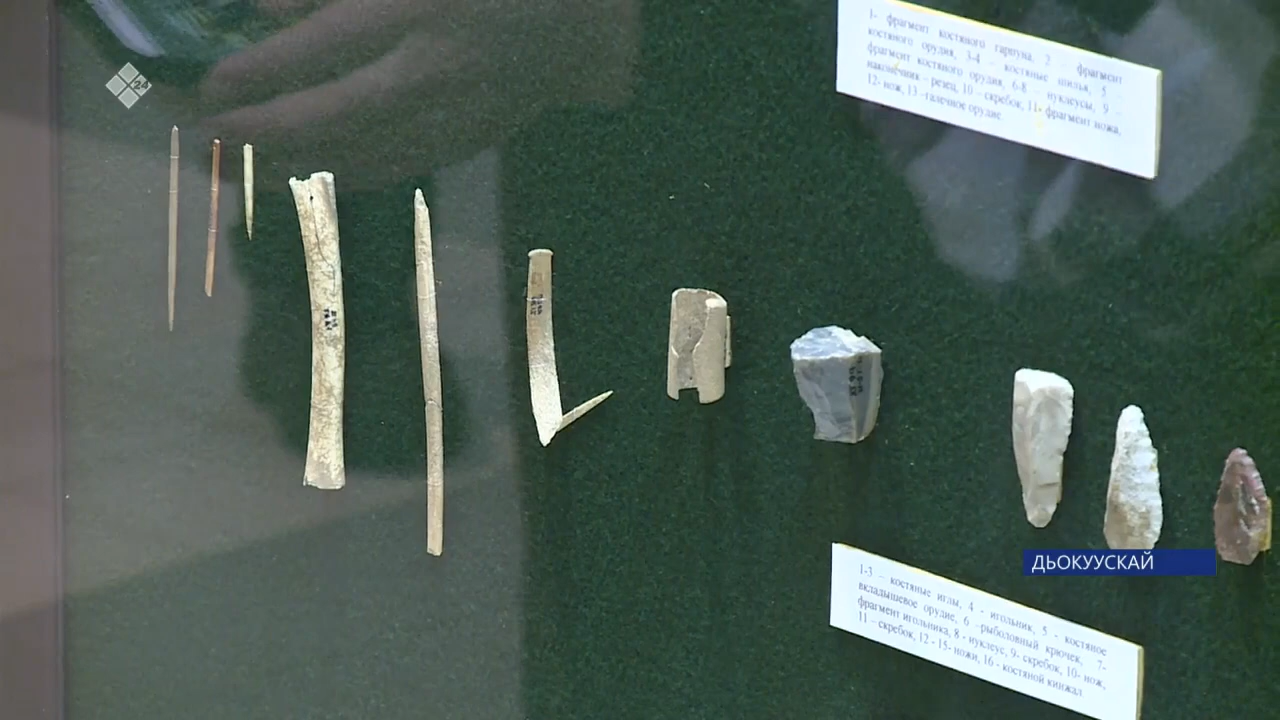 1- фрагмент костяного гарпуна, 2 – фрагмент
костяного орудия, 3-4 – костяные шилья, 5 –
фрагмент костяного орудия, 6-8 – нуклеусы, 9 –
наконечник – резец, 10 – скребок, 11- фрагмент ножа,
12- нож, 13 –галечное орудие.
24
ДЬОКУУСКАЙ
1-3 – костяные иглы, 4 - игольник, 5 - костяное
вкладышевое орудие, 6 –рыболовный крючек, 7-
фрагмент игольника, 8 - нуклеус, 9- скребок, 10- нож,
11 – скребок, 12 - 15- ножи, 16 - костяной кинжал